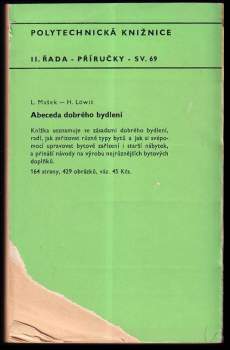 POLYTECHNICKÁ KNIŽNICE
II. ŘADA - PŘÍRUČKY - SV. 69
L. Mašek — H. Löwit
Abeceda dobrého bydlení
Knížka seznamuje se zásadami dobrého bydlení,
radí, jak zařizovat různé typy bytů a jak si svépo-
mocí upravovat bytové zařízení i starší nábytek,
a přináší návody na výrobu nejrůznějších bytových
doplňků.
164 strany, 429 obrázků, váz. 45 Kčs.